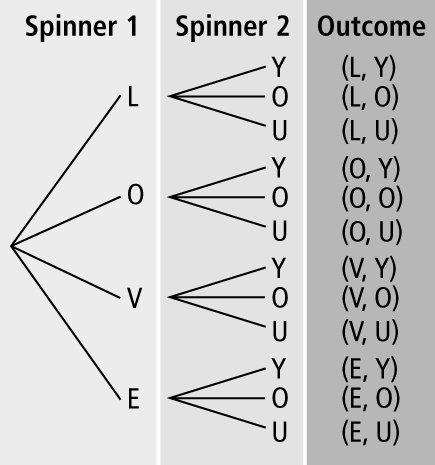 Spinner 1 Spinner 2 Outcome
Y (L, Y)
L O (L, O)
U (L, U)
Y (O, Y)
O O (O, O)
U (O, U)
Y (V, Y)
V O (V, O)
U (V, U)
Y (E, Y)
E O (E, O)
U (E, U)